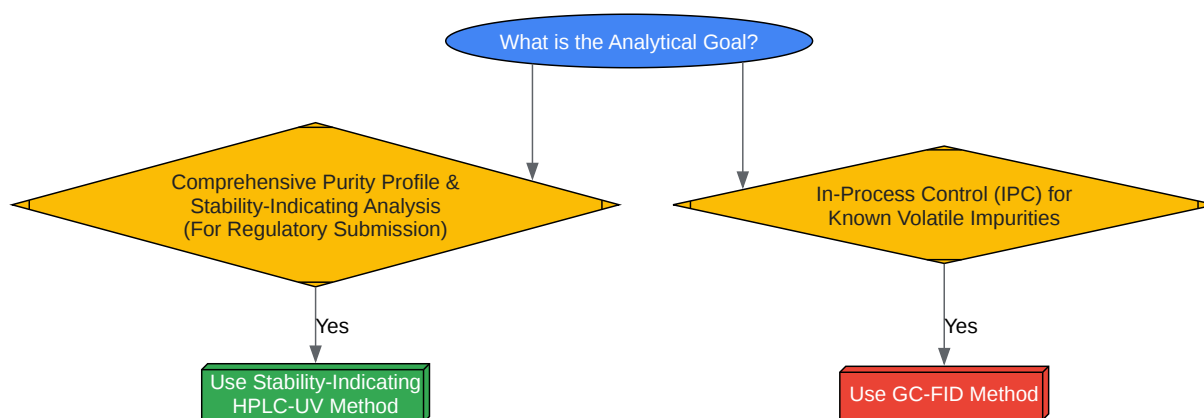 What is the Analytical Goal?
Comprehensive Purity Profile &
Stability-Indicating Analysis
(For Regulatory Submission)
In-Process Control (IPC) for
Known Volatile Impurities
Yes
Yes
Use Stability-Indicating
HPLC-UV Method
Use GC-FID Method